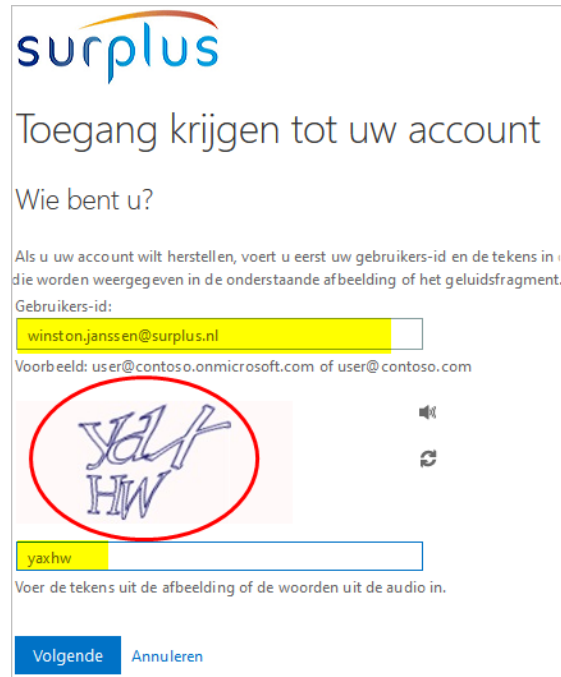 surplus
Toegang krijgen tot uw account
Wie bent u?
Als u uw account wilt herstellen, voert u eerst uw gebruikers-id en de tekens in
die worden weergegeven in de onderstaande afbeelding of het geluidsfragment.
Gebruikers-id:
winston.janssen@surplus.nl
Voorbeeld: user@contoso.onmicrosoft.com of user@contoso.com
HW
yaxhw
Voer de tekens uit de afbeelding of de woorden uit de audio in.
Volgende Annuleren